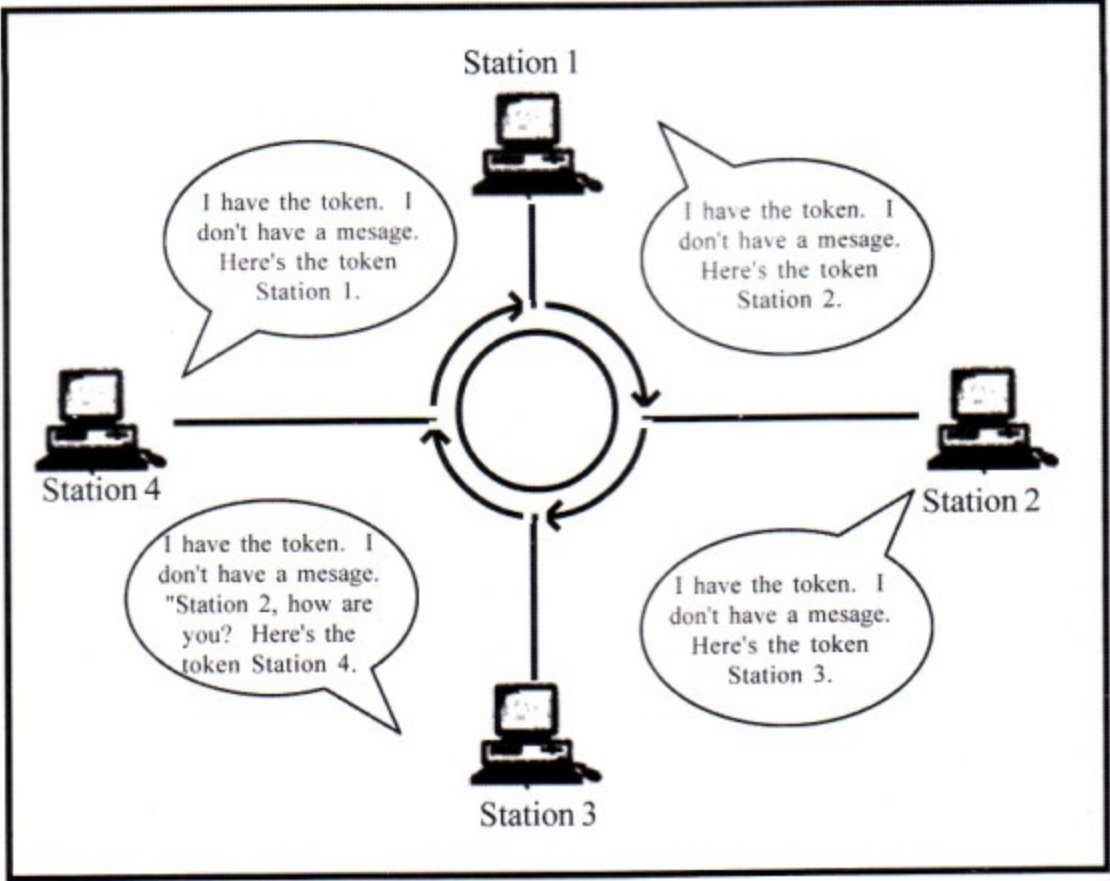 Station 1
I have the token. I
don't have a mesage.
Here's the token
Station 1.
I have the token. I
don't have a mesage.
Here's the token
Station 2.
Station 4
Station 2
I have the token. I
don't have a mesage.
"Station 2, how are
you? Here's the
token Station 4.
I have the token. I
don't have a mesage.
Here's the token
Station 3.
Station 3